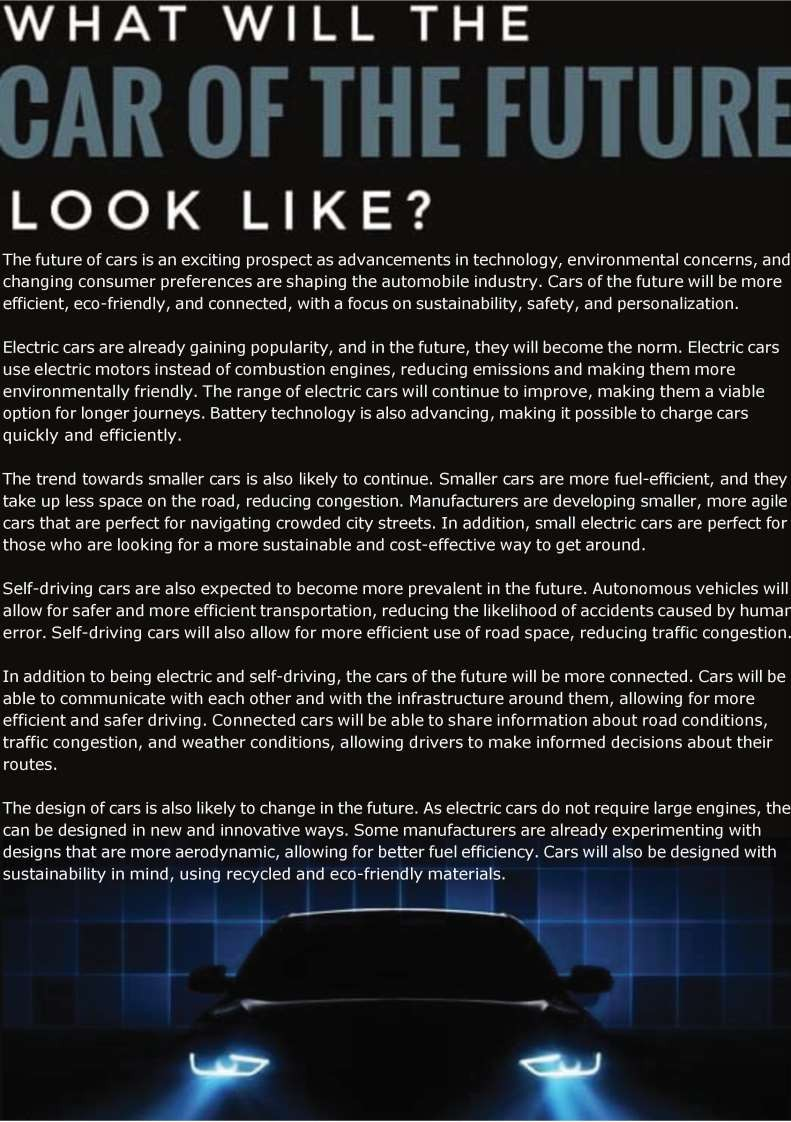 WHAT WILL THE
CAR OF THE FUTURE
LOOK LIKE?
The future of cars is an exciting prospect as advancements in technology, environmental concerns, and
changing consumer preferences are shaping the automobile industry. Cars of the future will be more
efficient, eco-friendly, and connected, with a focus on sustainability, safety, and personalization.
Electric cars are already gaining popularity, and in the future, they will become the norm. Electric cars
use electric motors instead of combustion engines, reducing emissions and making them more
environmentally friendly. The range of electric cars will continue to improve, making them a viable
option for longer journeys. Battery technology is also advancing, making it possible to charge cars
quickly and efficiently.
The trend towards smaller cars is also likely to continue. Smaller cars are more fuel-efficient, and they
take up less space on the road, reducing congestion. Manufacturers are developing smaller, more agile
cars that are perfect for navigating crowded city streets. In addition, small electric cars are perfect for
those who are looking for a more sustainable and cost-effective way to get around.
Self-driving cars are also expected to become more prevalent in the future. Autonomous vehicles will
allow for safer and more efficient transportation, reducing the likelihood of accidents caused by human
error. Self-driving cars will also allow for more efficient use of road space, reducing traffic congestion.
In addition to being electric and self-driving, the cars of the future will be more connected. Cars will be
able to communicate with each other and with the infrastructure around them, allowing for more
efficient and safer driving. Connected cars will be able to share information about road conditions,
traffic congestion, and weather conditions, allowing drivers to make informed decisions about their
routes.
The design of cars is also likely to change in the future. As electric cars do not require large engines, the
can be designed in new and innovative ways. Some manufacturers are already experimenting with
designs that are more aerodynamic, allowing for better fuel efficiency. Cars will also be designed with
sustainability in mind, using recycled and eco-friendly materials.